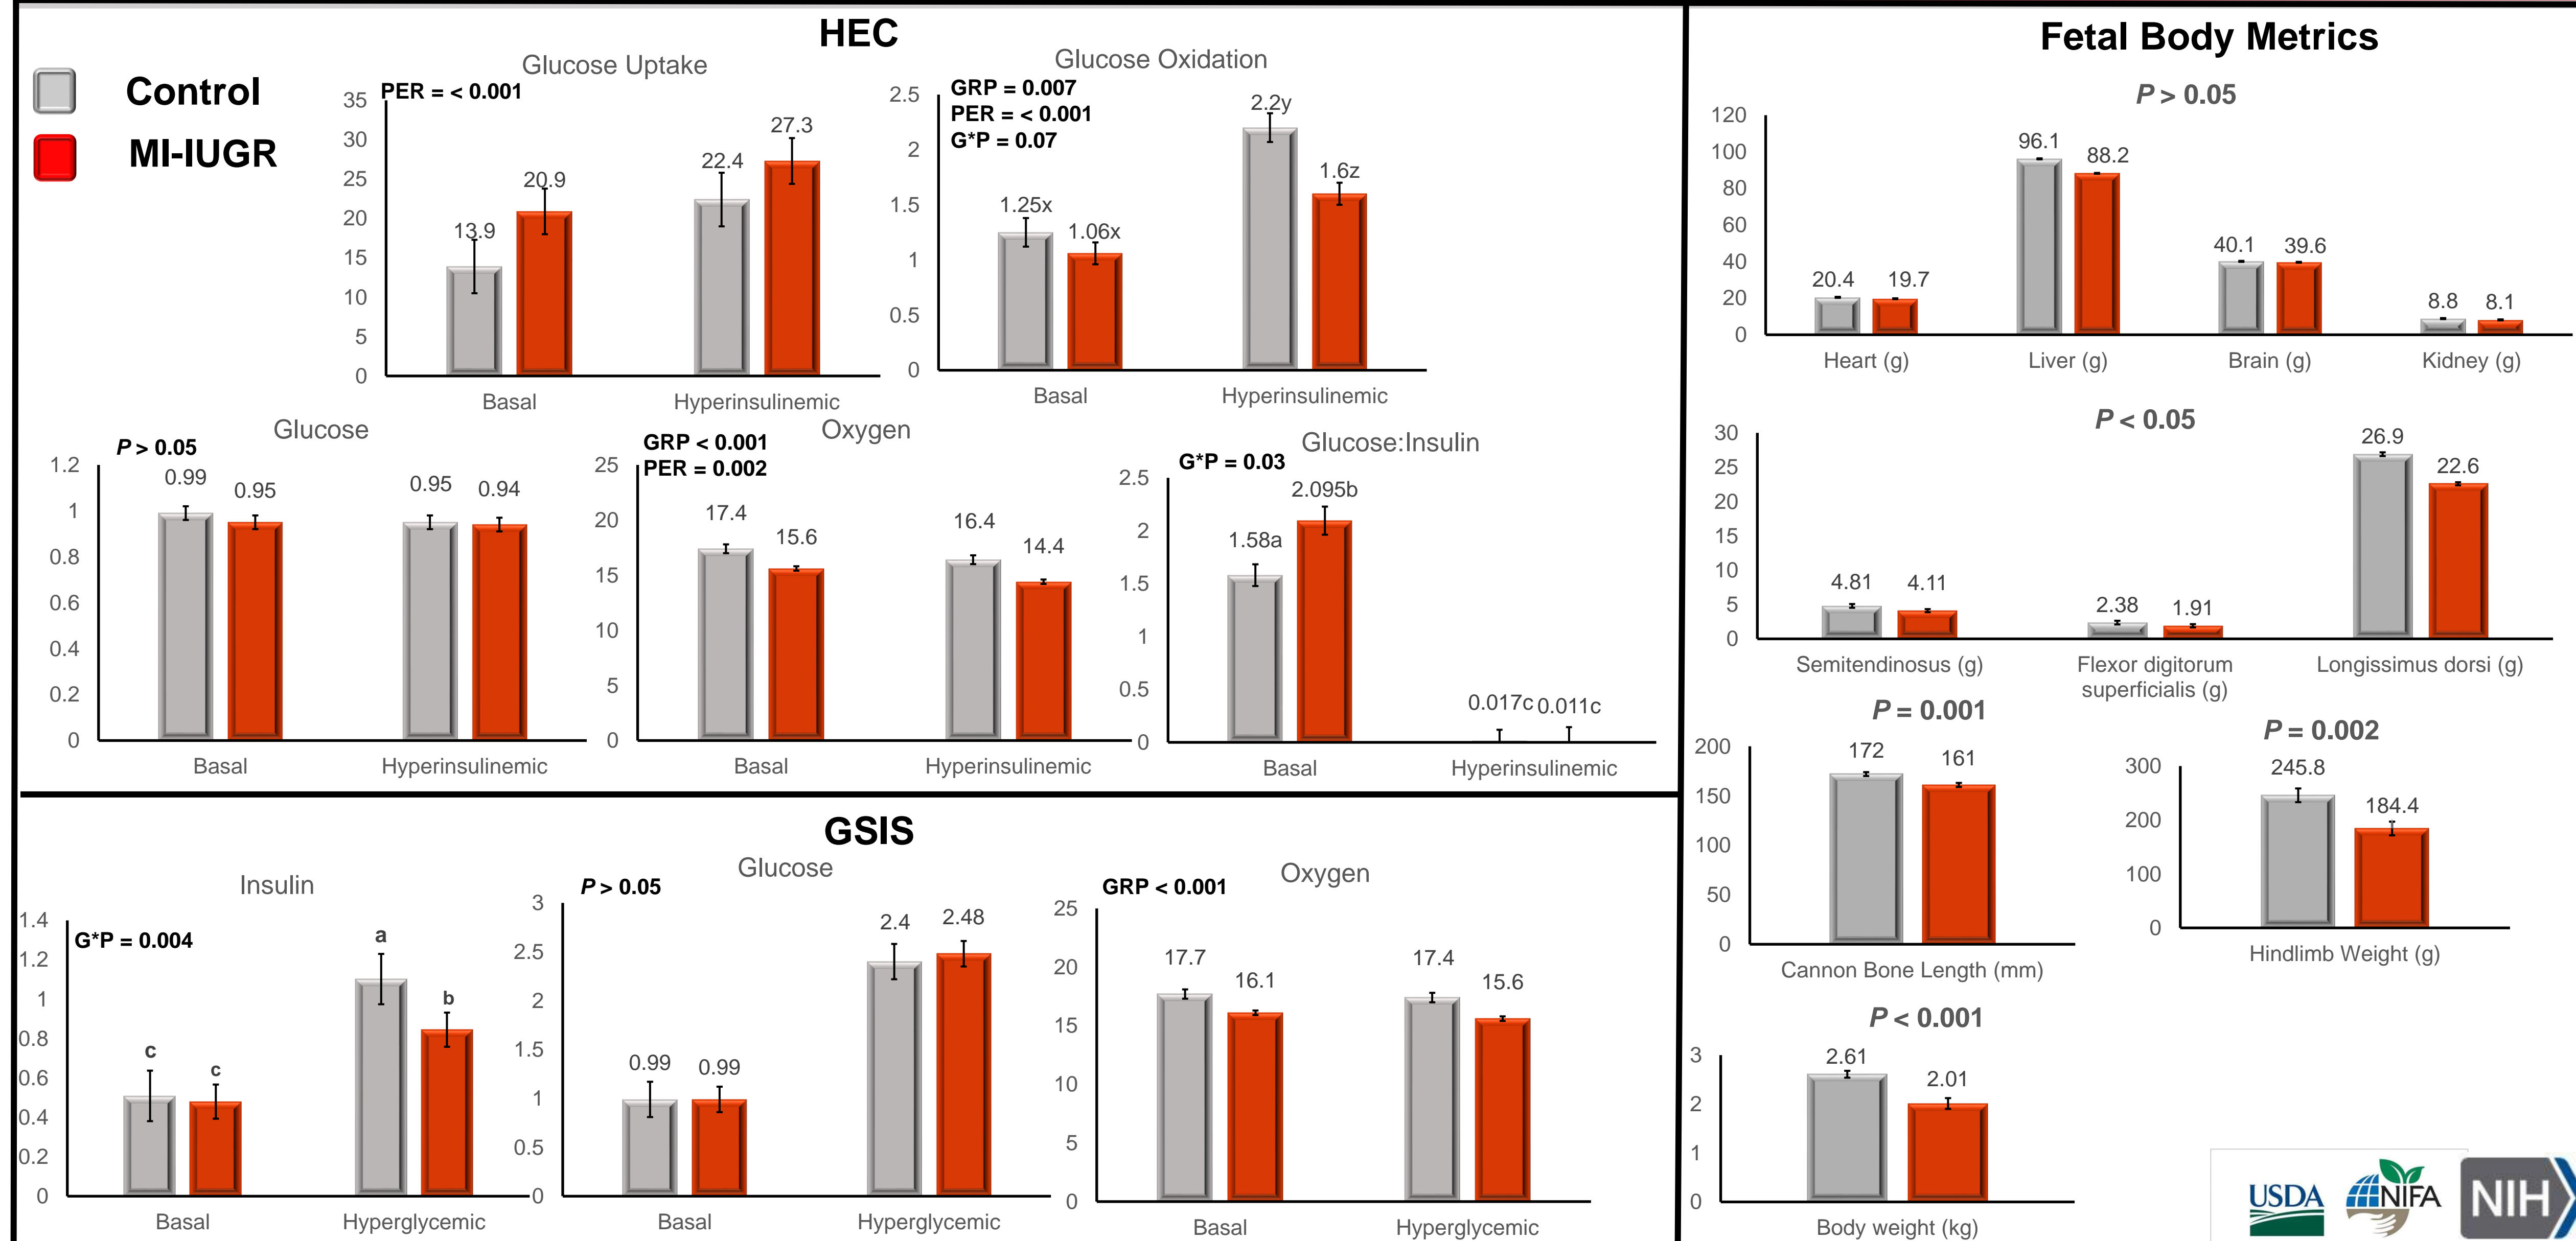 HEC
Control
MI-IUGR
Glucose Uptake
PER = < 0.001
35
30
25
20
15
10
5
0
13.9
20.9
22.4
27.3
Basal
Hyperinsulinemic
Glucose Oxidation
GRP = 0.007
PER = < 0.001
G*P = 0.07
2.5
2
1.5
1
0.5
0
1.25x
1.06x
2.2y
1.6z
Basal
Hyperinsulinemic
Glucose
P > 0.05
1.2
1
0.8
0.6
0.4
0.2
0
0.99
0.95
0.95
0.94
Basal
Hyperinsulinemic
Oxygen
GRP < 0.001
PER = 0.002
25
20
15
10
5
0
17.4
15.6
16.4
14.4
Basal
Hyperinsulinemic
Glucose:Insulin
G*P = 0.03
2.5
2
1.5
1
0.5
0
1.58a
2.095b
0.017c
0.011c
Basal
Hyperinsulinemic
GSIS
Insulin
G*P = 0.004
1.4
1.2
1
0.8
0.6
0.4
0.2
0
c
c
a
b
Basal
Hyperglycemic
Glucose
P > 0.05
3
2.5
2
1.5
1
0.5
0
0.99
0.99
2.4
2.48
Basal
Hyperglycemic
Oxygen
GRP < 0.001
25
20
15
10
5
0
17.7
16.1
17.4
15.6
Basal
Hyperglycemic
Fetal Body Metrics
P > 0.05
120
100
80
60
40
20
0
20.4
19.7
96.1
88.2
40.1
39.6
8.8
8.1
Heart (g)
Liver (g)
Brain (g)
Kidney (g)
P < 0.05
30
25
20
15
10
5
0
4.81
4.11
2.38
1.91
26.9
22.6
Semitendinosus (g)
Flexor digitorum
superficialis (g)
Longissimus dorsi (g)
P = 0.001
200
150
100
50
0
172
161
Cannon Bone Length (mm)
P = 0.002
300
200
100
0
245.8
184.4
Hindlimb Weight (g)
P < 0.001
3
2
1
0
2.61
2.01
Body weight (kg)
USDA
NIFA
NIH